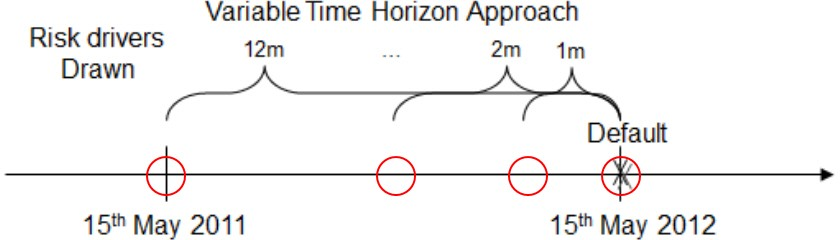 Variable Time Horizon Approach
Risk drivers
Drawn
12m
...
2m
1m
Default
15th May 2011
15th May 2012